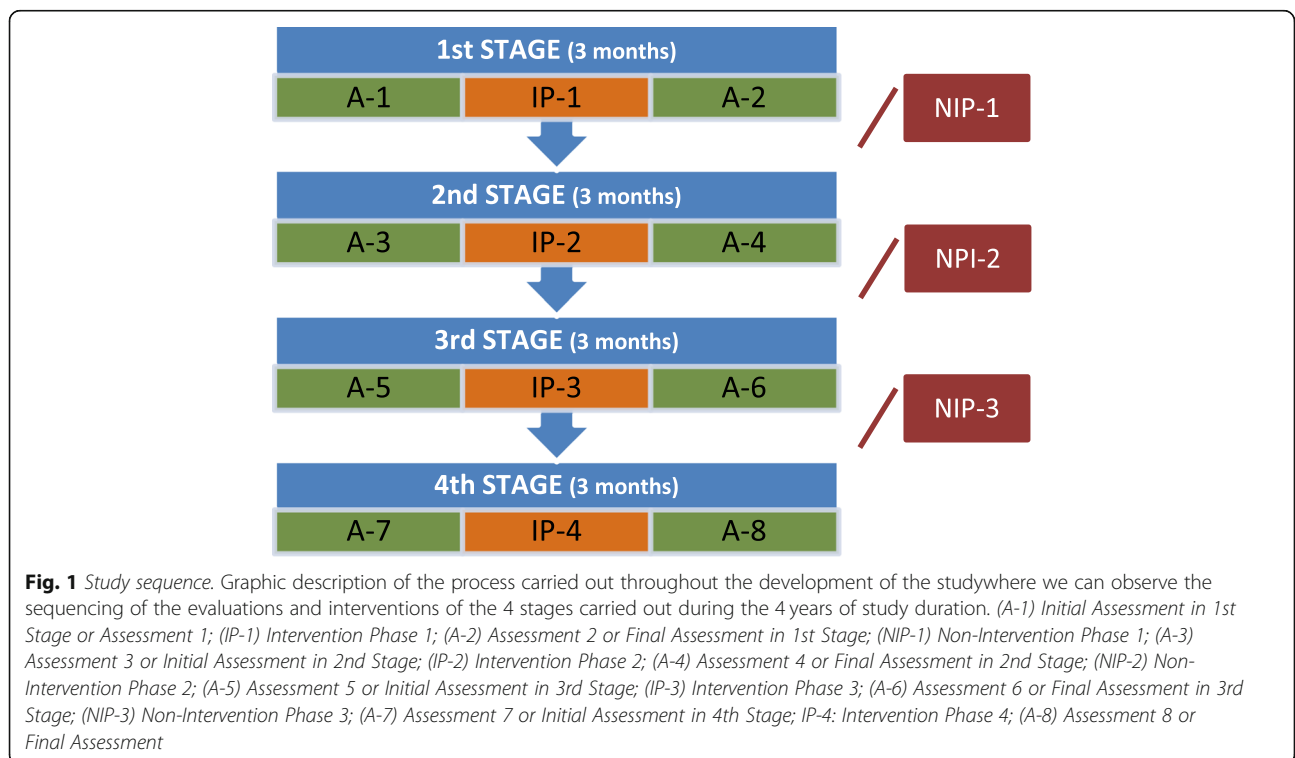 1st STAGE (3 months)
A-1 IP-1 A-2
NIP-1
2nd STAGE (3 months)
A-3 IP-2 A-4
NPI-2
3rd STAGE (3 months)
A-5 IP-3 A-6
NIP-3
4th STAGE (3 months)
A-7 IP-4 A-8
Fig. 1 Study sequence. Graphic description of the process carried out throughout the development of the studywhere we can observe the
sequencing of the evaluations and interventions of the 4 stages carried out during the 4 years of study duration. (A-1) Initial Assessment in 1st
Stage or Assessment 1; (IP-1) Intervention Phase 1; (A-2) Assessment 2 or Final Assessment in 1st Stage; (NIP-1) Non-Intervention Phase 1; (A-3)
Assessment 3 or Initial Assessment in 2nd Stage; (IP-2) Intervention Phase 2; (A-4) Assessment 4 or Final Assessment in 2nd Stage; (NIP-2) Non-
Intervention Phase 2; (A-5) Assessment 5 or Initial Assessment in 3rd Stage; (IP-3) Intervention Phase 3; (A-6) Assessment 6 or Final Assessment in 3rd
Stage; (NIP-3) Non-Intervention Phase 3; (A-7) Assessment 7 or Initial Assessment in 4th Stage; IP-4: Intervention Phase 4; (A-8) Assessment 8 or
Final Assessment